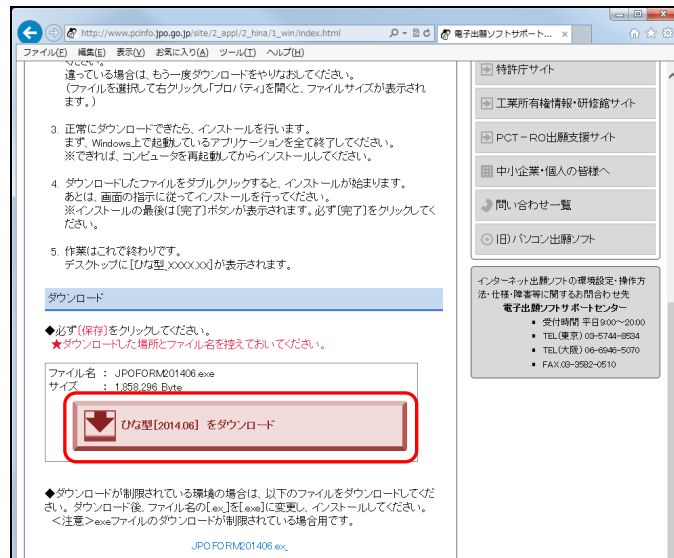 http://www.pcinfo.jpo.go.jp/site/2_appl/2_hina/1_win/index.html
電子出願ソフトサポート...
ファイル(F) 編集(E) 表示(V) お気に入り(A) ツール(T) ヘルプ(H)
ください。
違っている場合は、もう一度ダウンロードをやりなおしてください。
(ファイルを選択して右クリックし「プロパティ」を開くと、ファイルサイズが表示され
ます。)
3. 正常にダウンロードできたら、インストールを行います。
まず、Windows上で起動しているアプリケーションを全て終了してください。
※できれば、コンピュータを再起動してからインストールしてください。
4. ダウンロードしたファイルをダブルクリックすると、インストールが始まります。
あとは、画面の指示に従ってインストールを行ってください。
※インストールの最後は[完了]ボタンが表示されます。必ず[完了]をクリックしてく
ださい。
5. 作業はこれで終わりです。
デスクトップに[ひな型_XXXX.XX]が表示されます。
ダウンロード
◆必ず[保存]をクリックしてください。
★ダウンロードした場所とファイル名を控えておいてください。
ファイル名 : JPOFORM201406.exe
サイズ : 1,858,296 Byte
ひな型[2014.06] をダウンロード
◆ダウンロードが制限されている環境の場合は、以下のファイルをダウンロードしてくだ
さい。ダウンロード後、ファイル名の[.ex_]を[.exe]に変更し、インストールしてください。
<注意>exeファイルのダウンロードが制限されている場合用です。
JPOFORM201406.ex_
特許庁サイト
工業所有権情報・研修館サイト
PCT-RO出願支援サイト
中小企業・個人の皆様へ
問い合わせ一覧
旧)パソコン出願ソフト
インターネット出願ソフトの環境設定・操作方
法・仕様・障害等に関するお問合わせ先
電子出願ソフトサポートセンター
▪ 受付時間 平日9:00～20:00
▪ TEL(東京) 03-5744-8534
▪ TEL(大阪) 06-6946-5070
▪ FAX.03-3582-0510